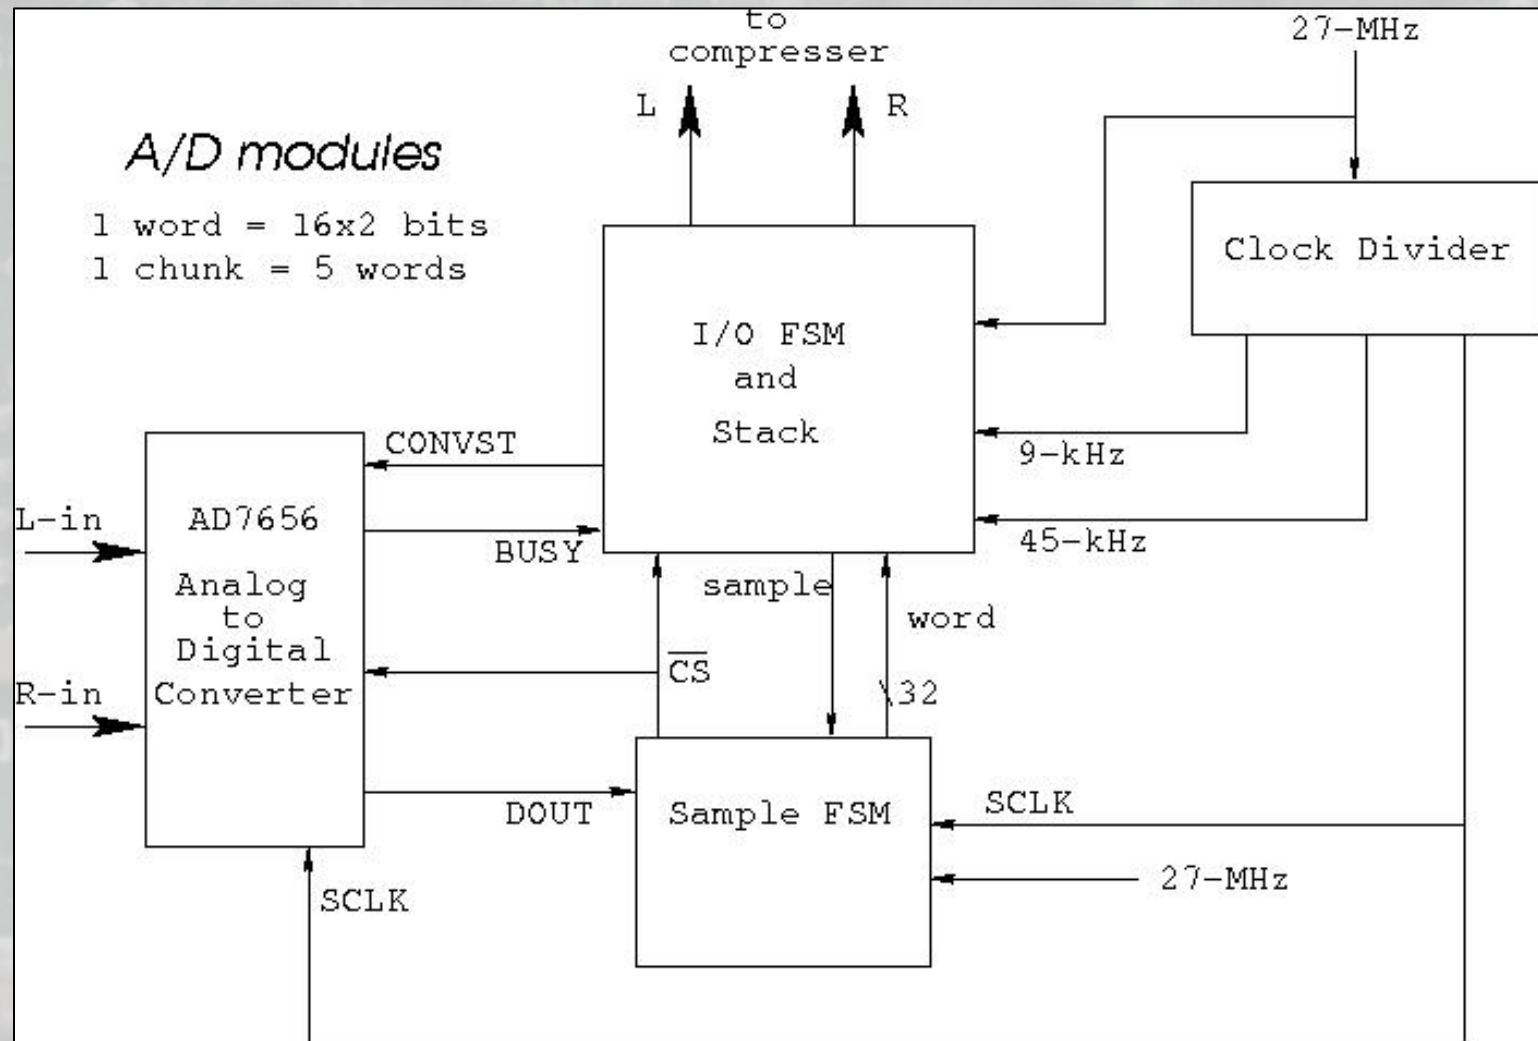 to
compresser
27-MHz
L
R
A/D modules
1 word = 16x2 bits
1 chunk = 5 words
Clock Divider
I/O FSM
and
Stack
CONVST
9-kHz
L-in
AD7656
BUSY
45-kHz
Analog
to
Digital
Converter
sample
word
CS
R-in
32
DOUT
Sample FSM
SCLK
27-MHz
SCLK